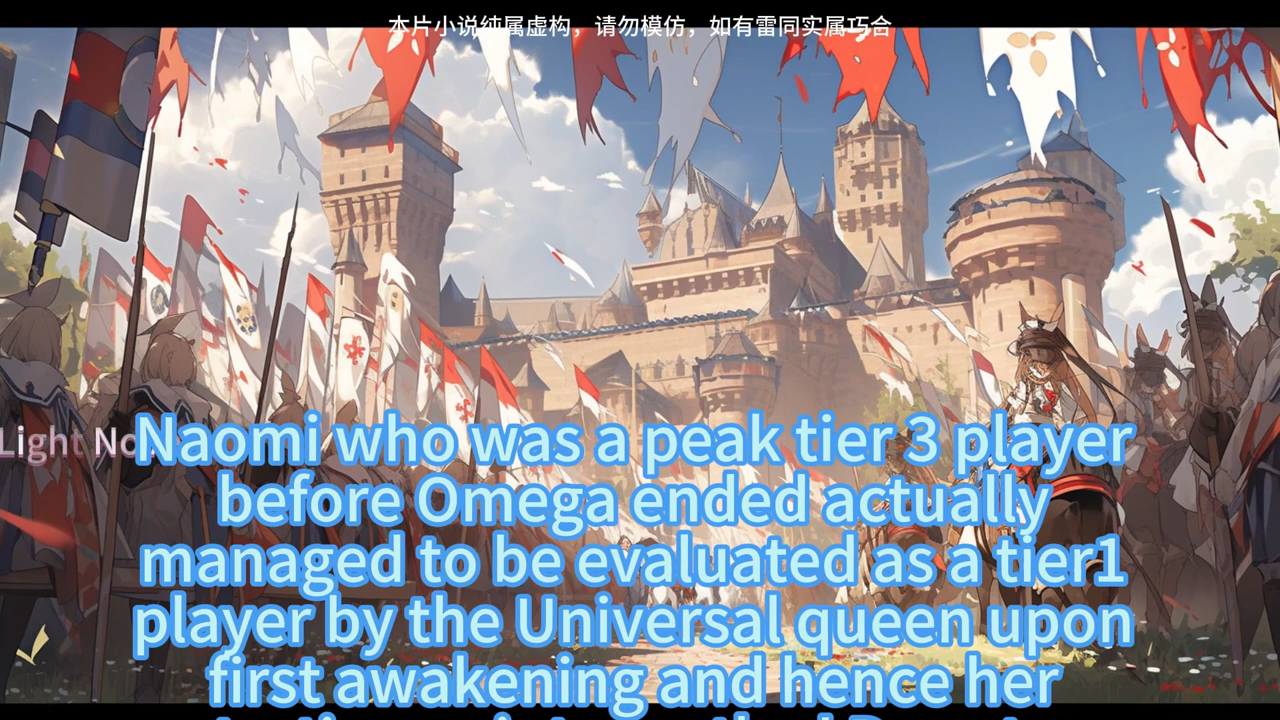 本片小说纯属虚构，请勿模仿，如有雷同实属巧合
Light No
Naomi who was a peak tier 3 player
before Omega ended actually
managed to be evaluated as a tier1
player by the Universal queen upon
first awakening and hence her